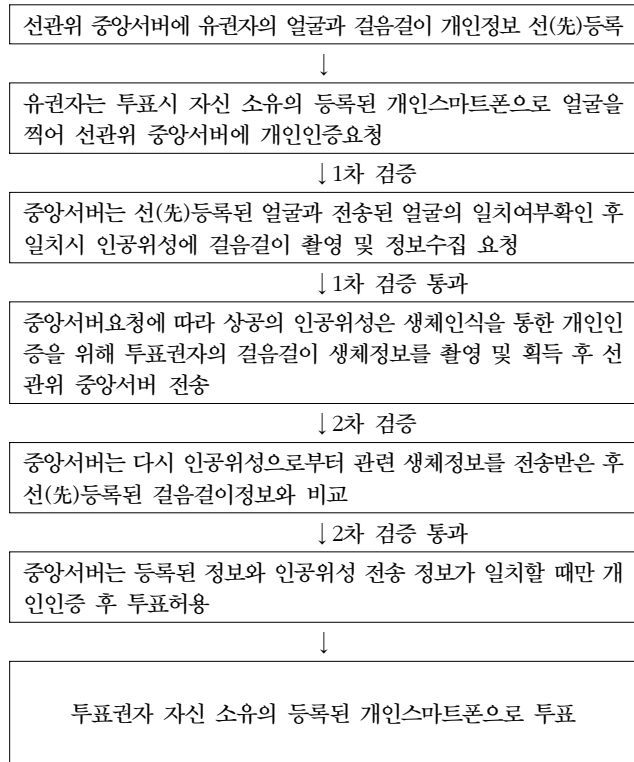 선관위 중앙서버에 유권자의 얼굴과 걸음걸이 개인정보 선(先)등록
↓
유권자는 투표시 자신 소유의 등록된 개인스마트폰으로 얼굴을
찍어 선관위 중앙서버에 개인인증요청
↓1차 검증
중앙서버는 선(先)등록된 얼굴과 전송된 얼굴의 일치여부확인 후
일치시 인공위성에 걸음걸이 촬영 및 정보수집 요청
↓1차 검증 통과
중앙서버요청에 따라 상공의 인공위성은 생체인식을 통한 개인인
증을 위해 투표권자의 걸음걸이 생체정보를 촬영 및 획득 후 선
관위 중앙서버 전송
↓2차 검증
중앙서버는 다시 인공위성으로부터 관련 생체정보를 전송받은 후
선(先)등록된 걸음걸이정보와 비교
↓2차 검증 통과
중앙서버는 등록된 정보와 인공위성 전송 정보가 일치할 때만 개
인인증 후 투표허용
↓
투표권자 자신 소유의 등록된 개인스마트폰으로 투표